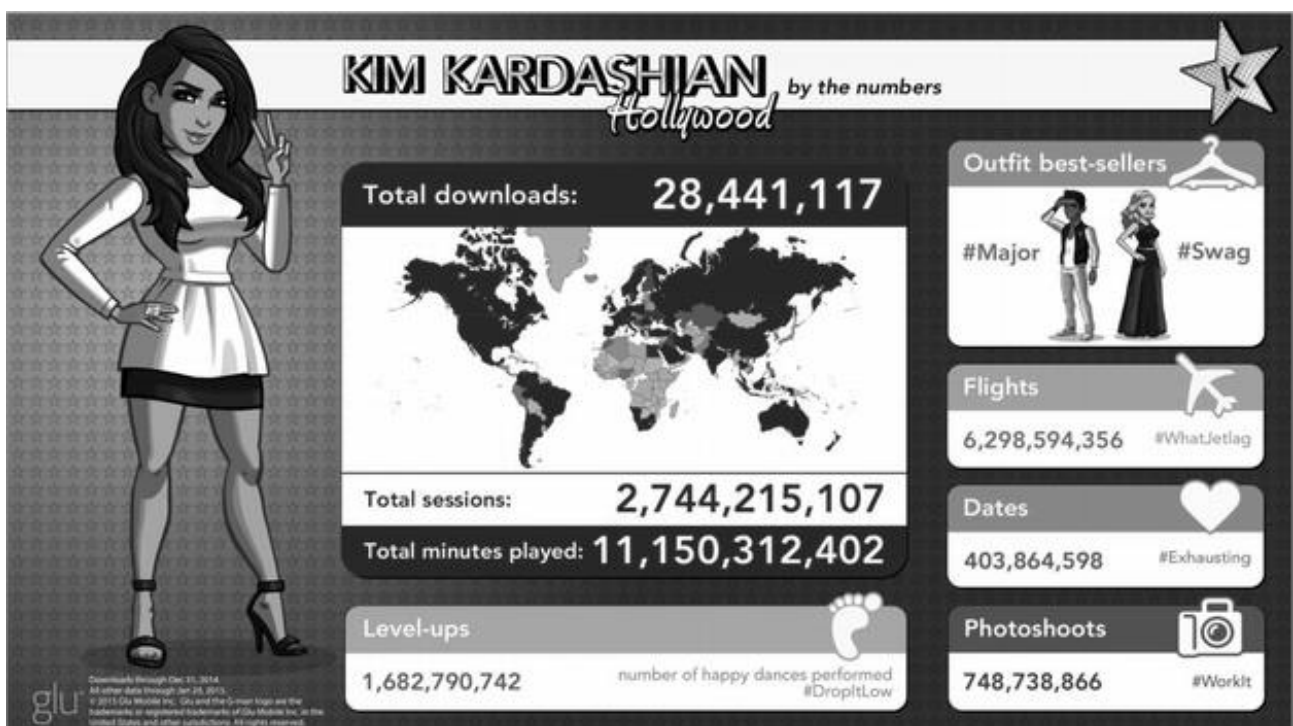 KIM KARDASHIAN by the numbers
Hollywood
K
Total downloads: 28,441,117
Total sessions: 2,744,215,107
Total minutes played: 11,150,312,402
Level-ups
1,682,790,742
number of happy dances performed
#DropItLow
Outfit best-sellers
#Major
#Swag
Flights
6,298,594,356 #WhatJetlag
Dates
403,864,598 #Exhausting
Photoshoots
748,738,866 #WorkIt
glu
Downloads through Dec 31, 2014.
All other data through Jan 20, 2015.
© 2015 Glu Mobile Inc. Glu and the G-man logo are the
trademarks or registered trademarks of Glu Mobile Inc. in the
United States and other jurisdictions. All rights reserved.